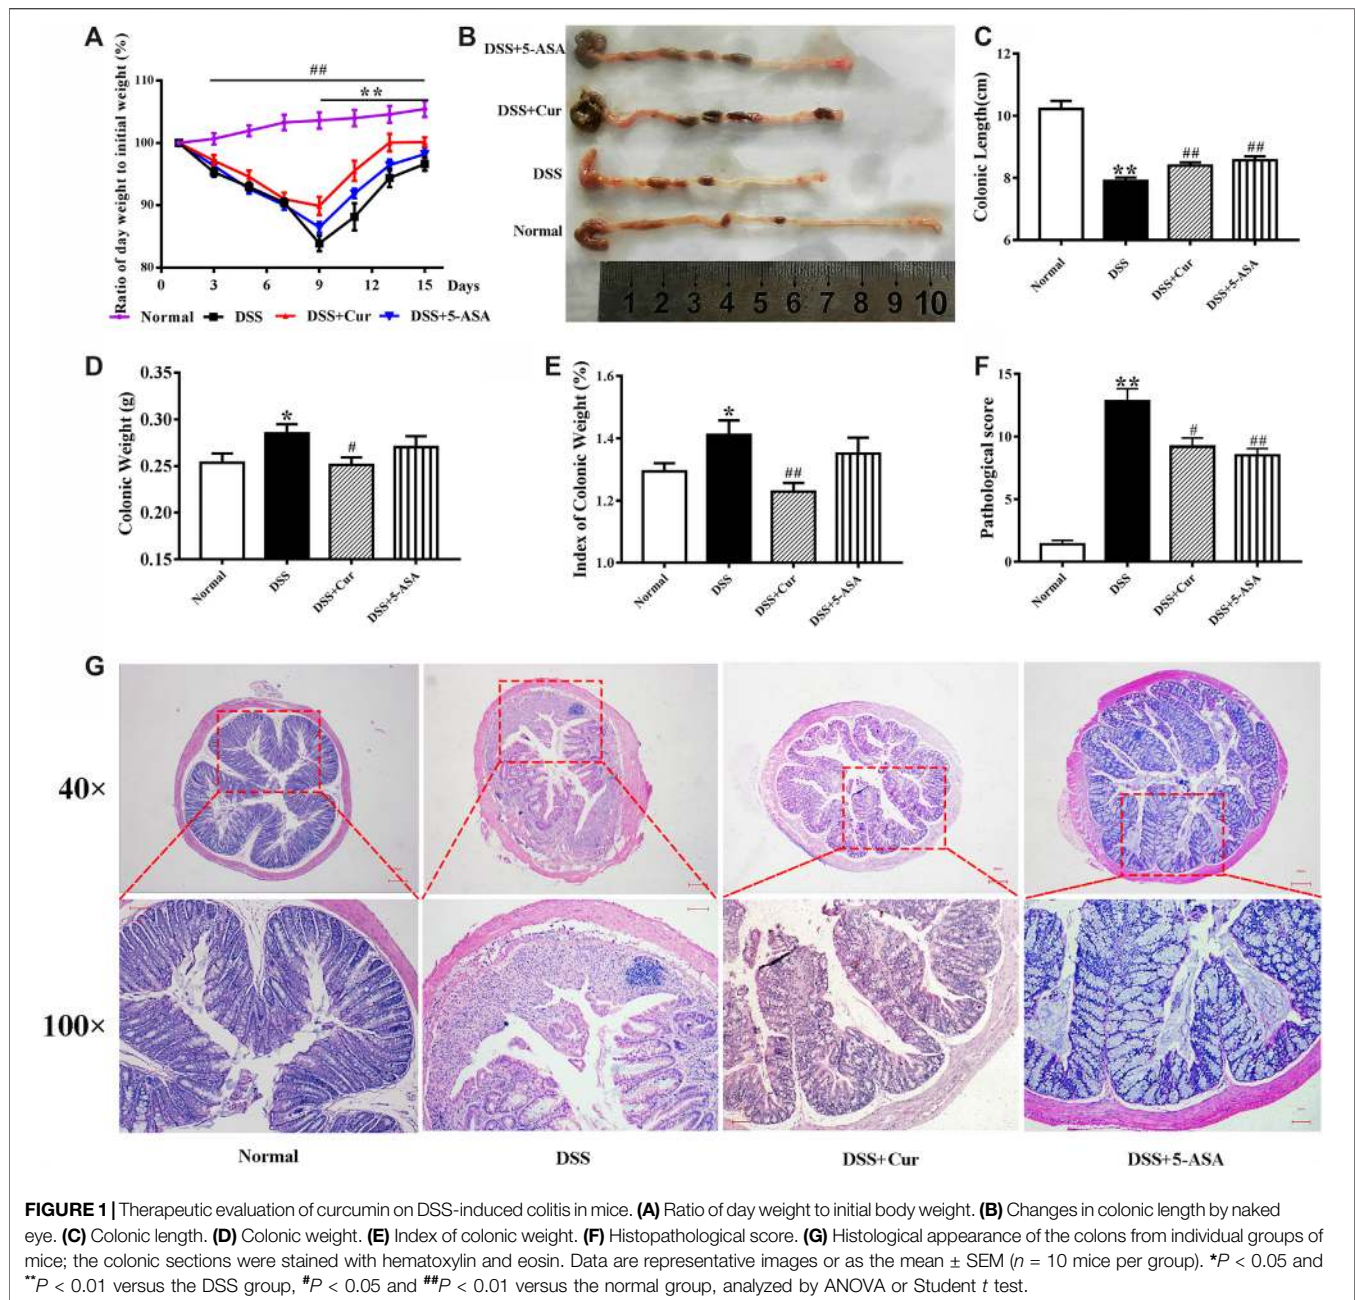 A
Ratio of day weight to initial weight (%)
110
100
90
80
##
**
0 3 6 9 12 15 Days
Normal DSS DSS+Cur DSS+5-ASA
B
DSS+5-ASA
DSS+Cur
DSS
Normal
1 2 3 4 5 6 7 8 9 10
C
Colonic Length(cm)
12
10
8
6
**
##
##
Normal
DSS
DSS+Cur
DSS+5-ASA
D
Colonic Weight (g)
0.35
0.30
0.25
0.20
0.15
*
#
Normal
DSS
DSS+Cur
DSS+5-ASA
E
Index of Colonic Weight (%)
1.6
1.4
1.2
1.0
*
##
Normal
DSS
DSS+Cur
DSS+5-ASA
F
Pathological score
15
10
5
0
**
#
##
Normal
DSS
DSS+Cur
DSS+5-ASA
G
40×
100×
Normal DSS DSS+Cur DSS+5-ASA
FIGURE 1 | Therapeutic evaluation of curcumin on DSS-induced colitis in mice. (A) Ratio of day weight to initial body weight. (B) Changes in colonic length by naked
eye. (C) Colonic length. (D) Colonic weight. (E) Index of colonic weight. (F) Histopathological score. (G) Histological appearance of the colons from individual groups of
mice; the colonic sections were stained with hematoxylin and eosin. Data are representative images or as the mean ± SEM (n = 10 mice per group). *P < 0.05 and
**P < 0.01 versus the DSS group, #P < 0.05 and ##P < 0.01 versus the normal group, analyzed by ANOVA or Student t test.